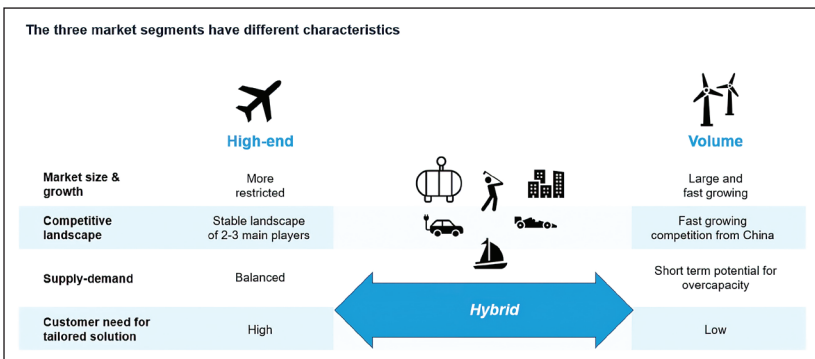 The three market segments have different characteristics
High-end
Volume
Market size &
growth
More
restricted
Large and
fast growing
Competitive
landscape
Stable landscape
of 2-3 main players
Fast growing
competition from China
Supply-demand
Balanced
Short term potential for
overcapacity
Hybrid
Customer need for
tailored solution
High
Low